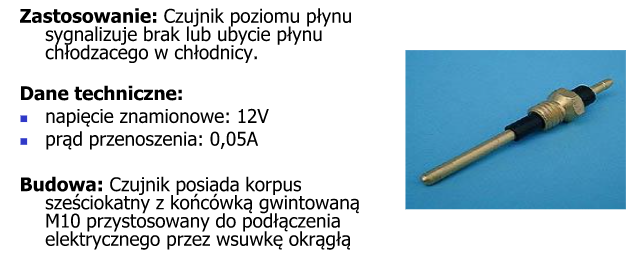 Zastosowanie: Czujnik poziomu płynu
sygnalizuje brak lub ubycie płynu
chłodzacego w chłodnicy.
Dane techniczne:
napięcie znamionowe: 12V
prąd przenoszenia: 0,05A
Budowa: Czujnik posiada korpus
sześciokatny z końcówką gwintowaną
M10 przystosowany do podłączenia
elektrycznego przez wsuwkę okrągłą